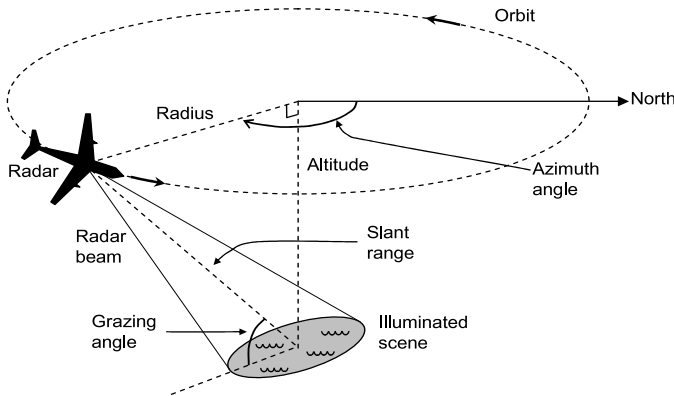 Orbit
North
Radius
Radar
Altitude
Azimuth
angle
Radar
beam
Slant
range
Grazing
angle
Illuminated
scene